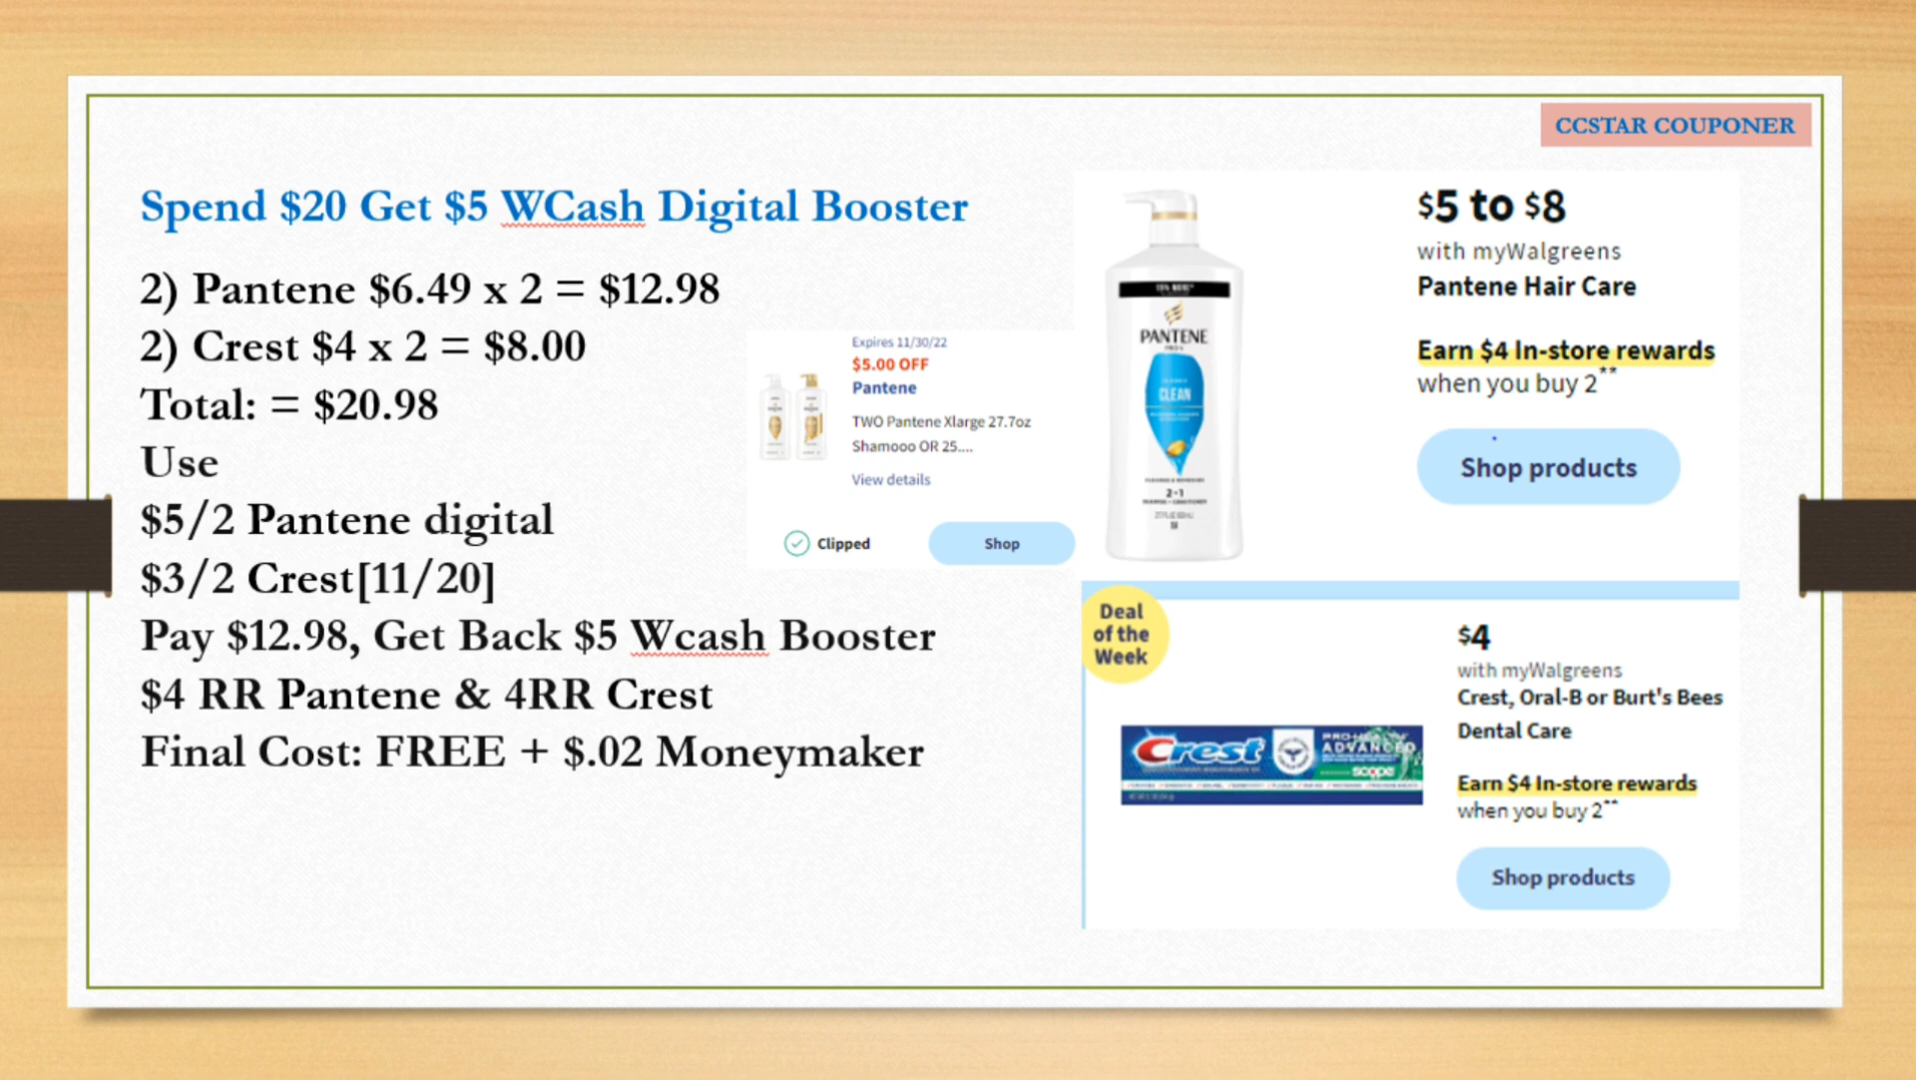 CCSTAR COUPONER
Spend $20 Get $5 WCash Digital Booster
2) Pantene $6.49 x 2 = $12.98
2) Crest $4 x 2 = $8.00
Total: = $20.98
Use
$5/2 Pantene digital
$3/2 Crest[11/20]
Pay $12.98, Get Back $5 Wcash Booster
$4 RR Pantene & 4RR Crest
Final Cost: FREE + $.02 Moneymaker
Expires 11/30/22
$5.00 OFF
Pantene
TWO Pantene Xlarge 27.7oz
Shamooo OR 25....
View details
Clipped
Shop
PANTENE
PRO-V
CLEAN
2-1
$5 to $8
with myWalgreens
Pantene Hair Care
Earn $4 In-store rewards
when you buy 2**
Shop products
Deal
of the
Week
Crest
PRO-HEALTH
ADVANCED
$4
with myWalgreens
Crest, Oral-B or Burt's Bees
Dental Care
Earn $4 In-store rewards
when you buy 2**
Shop products